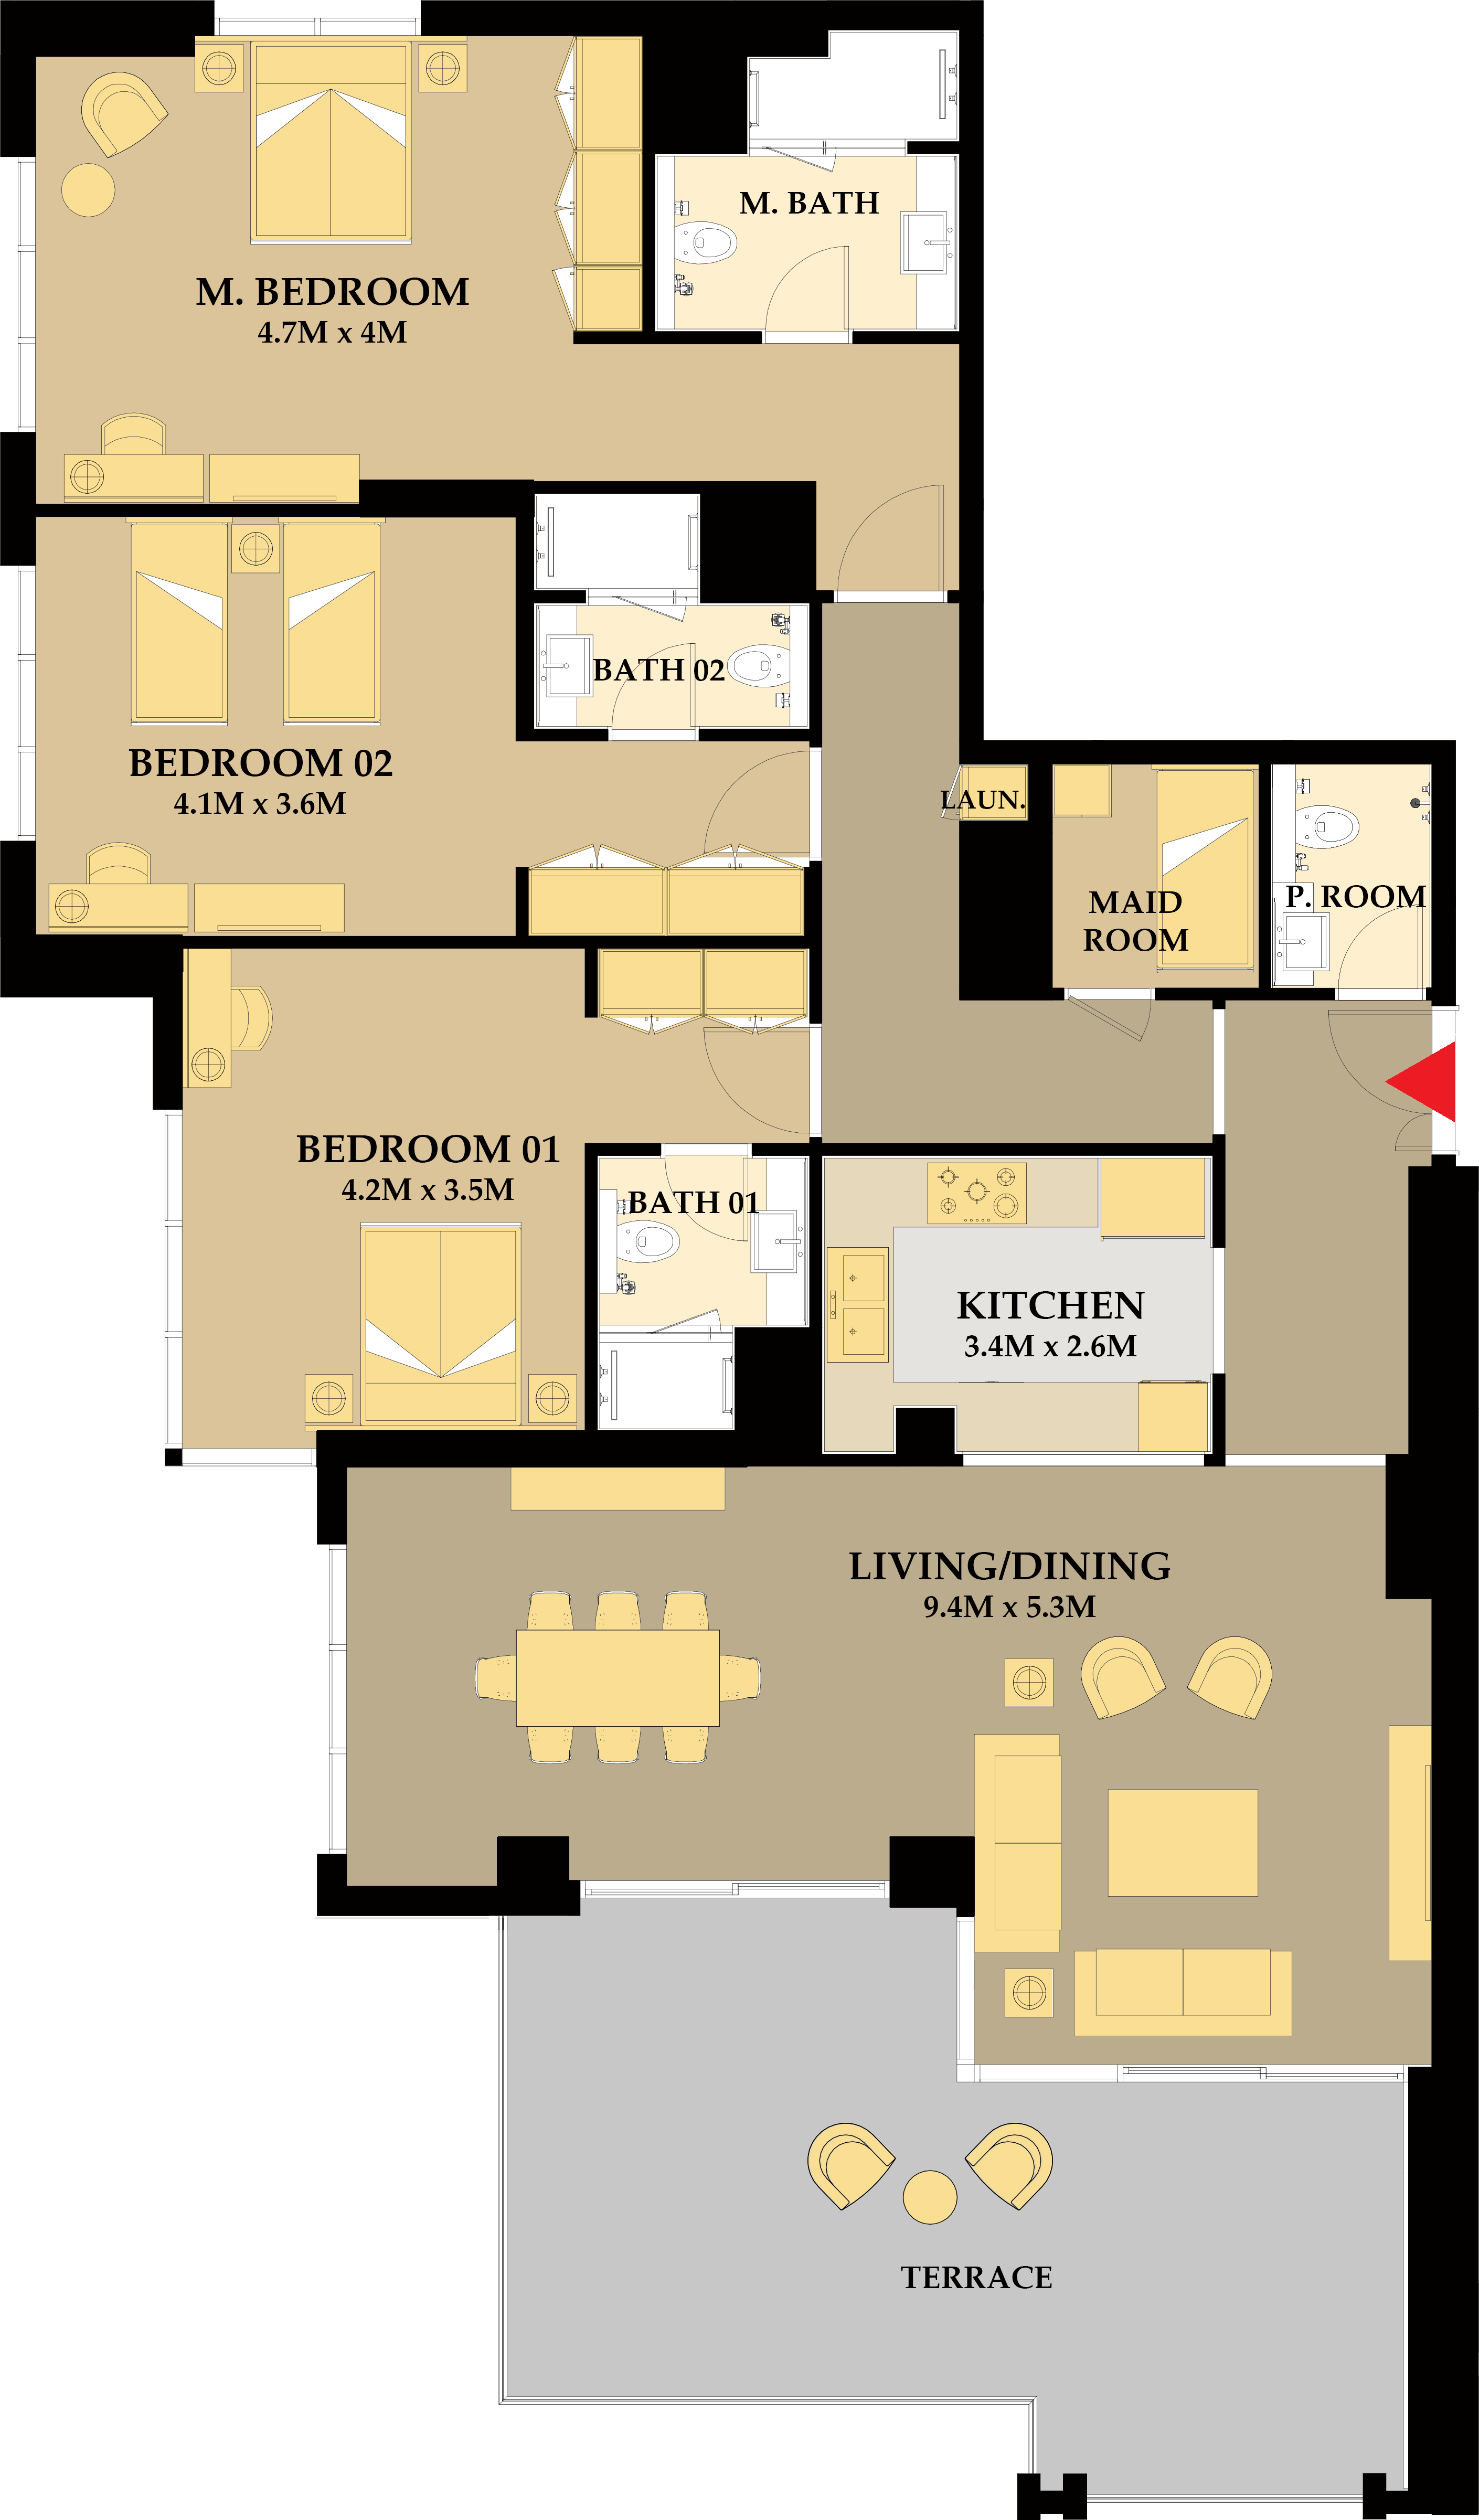 M. BATH
M. BEDROOM
4.7M x 4M
BATH 02
BEDROOM 02
4.1M x 3.6M
LAUN.
MAID
ROOM
P. ROOM
BEDROOM 01
4.2M x 3.5M
BATH 01
KITCHEN
3.4M x 2.6M
LIVING/DINING
9.4M x 5.3M
TERRACE